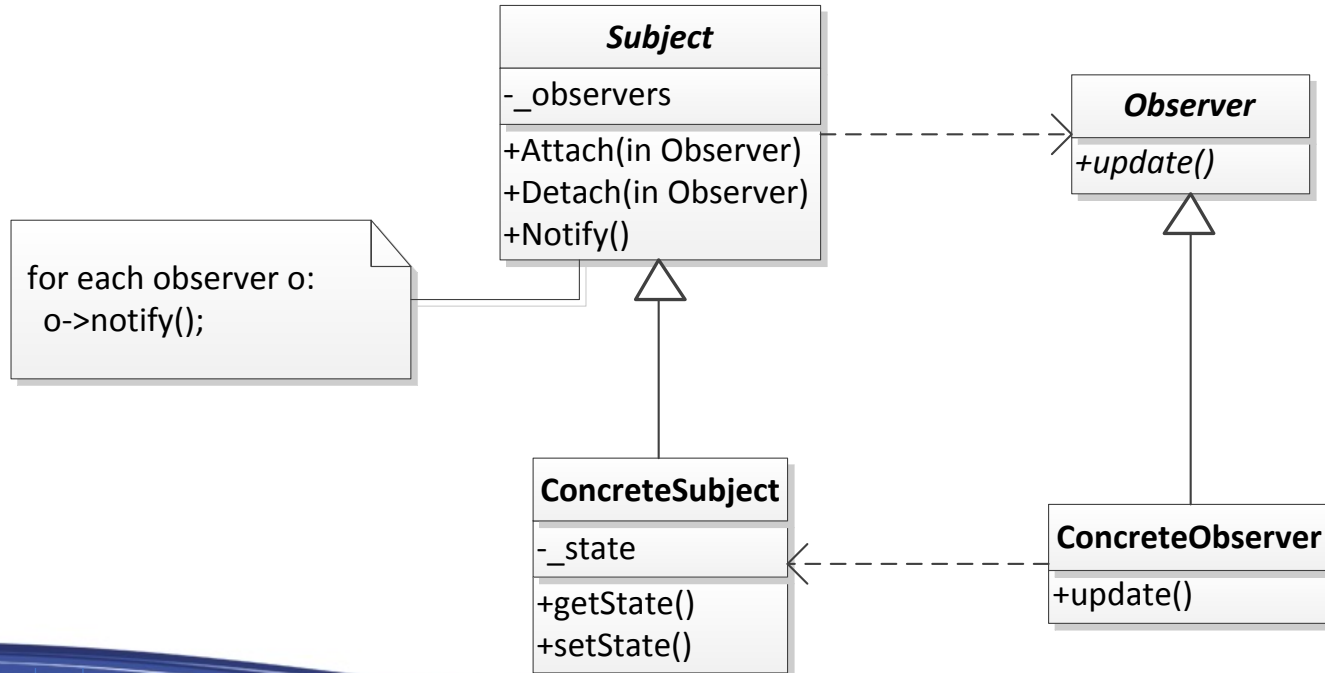 Subject
-_observers
+Attach(in Observer)
+Detach(in Observer)
+Notify()
Observer
+update()
for each observer o:
o->notify();
ConcreteSubject
-_state
+getState()
+setState()
ConcreteObserver
+update()